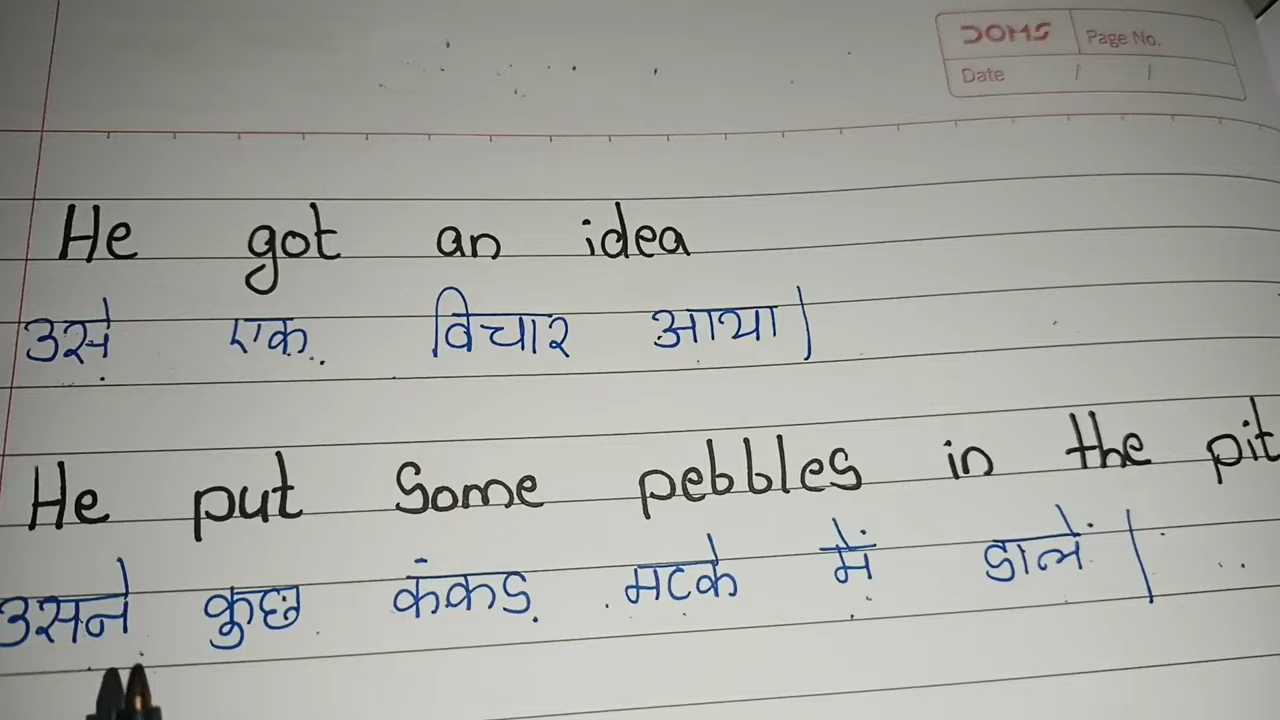 DOMS
Page No.
Date / /
He got an idea
उसे एक विचार आया|
He put Some pebbles in the pit
उसने कुछ कंकड़ मटके में डाले|